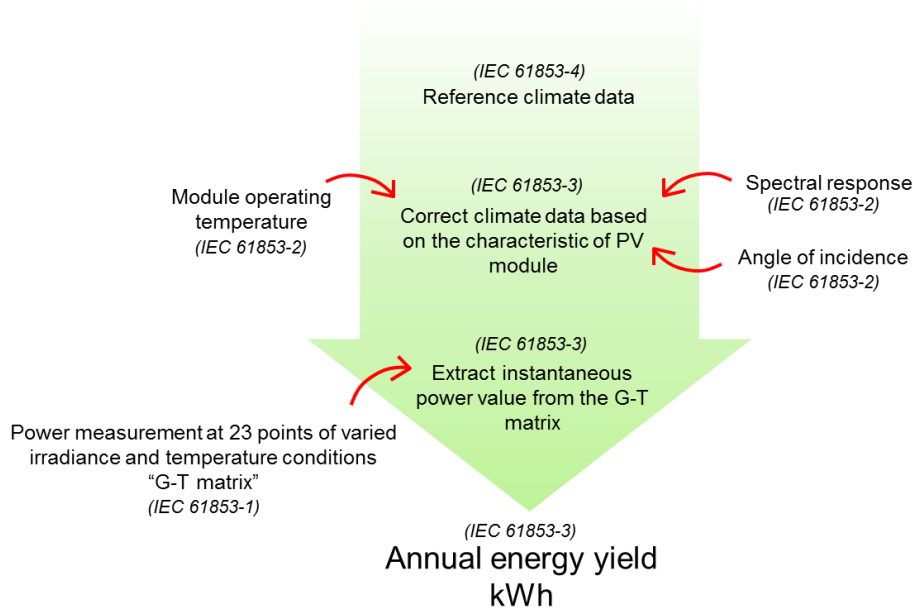 (IEC 61853-4)
Reference climate data
Module operating
temperature
(IEC 61853-2)
(IEC 61853-3)
Correct climate data based
on the characteristic of PV
module
Spectral response
(IEC 61853-2)
Angle of incidence
(IEC 61853-2)
(IEC 61853-3)
Extract instantaneous
power value from the G-T
matrix
Power measurement at 23 points of varied
irradiance and temperature conditions
“G-T matrix”
(IEC 61853-1)
(IEC 61853-3)
Annual energy yield
kWh